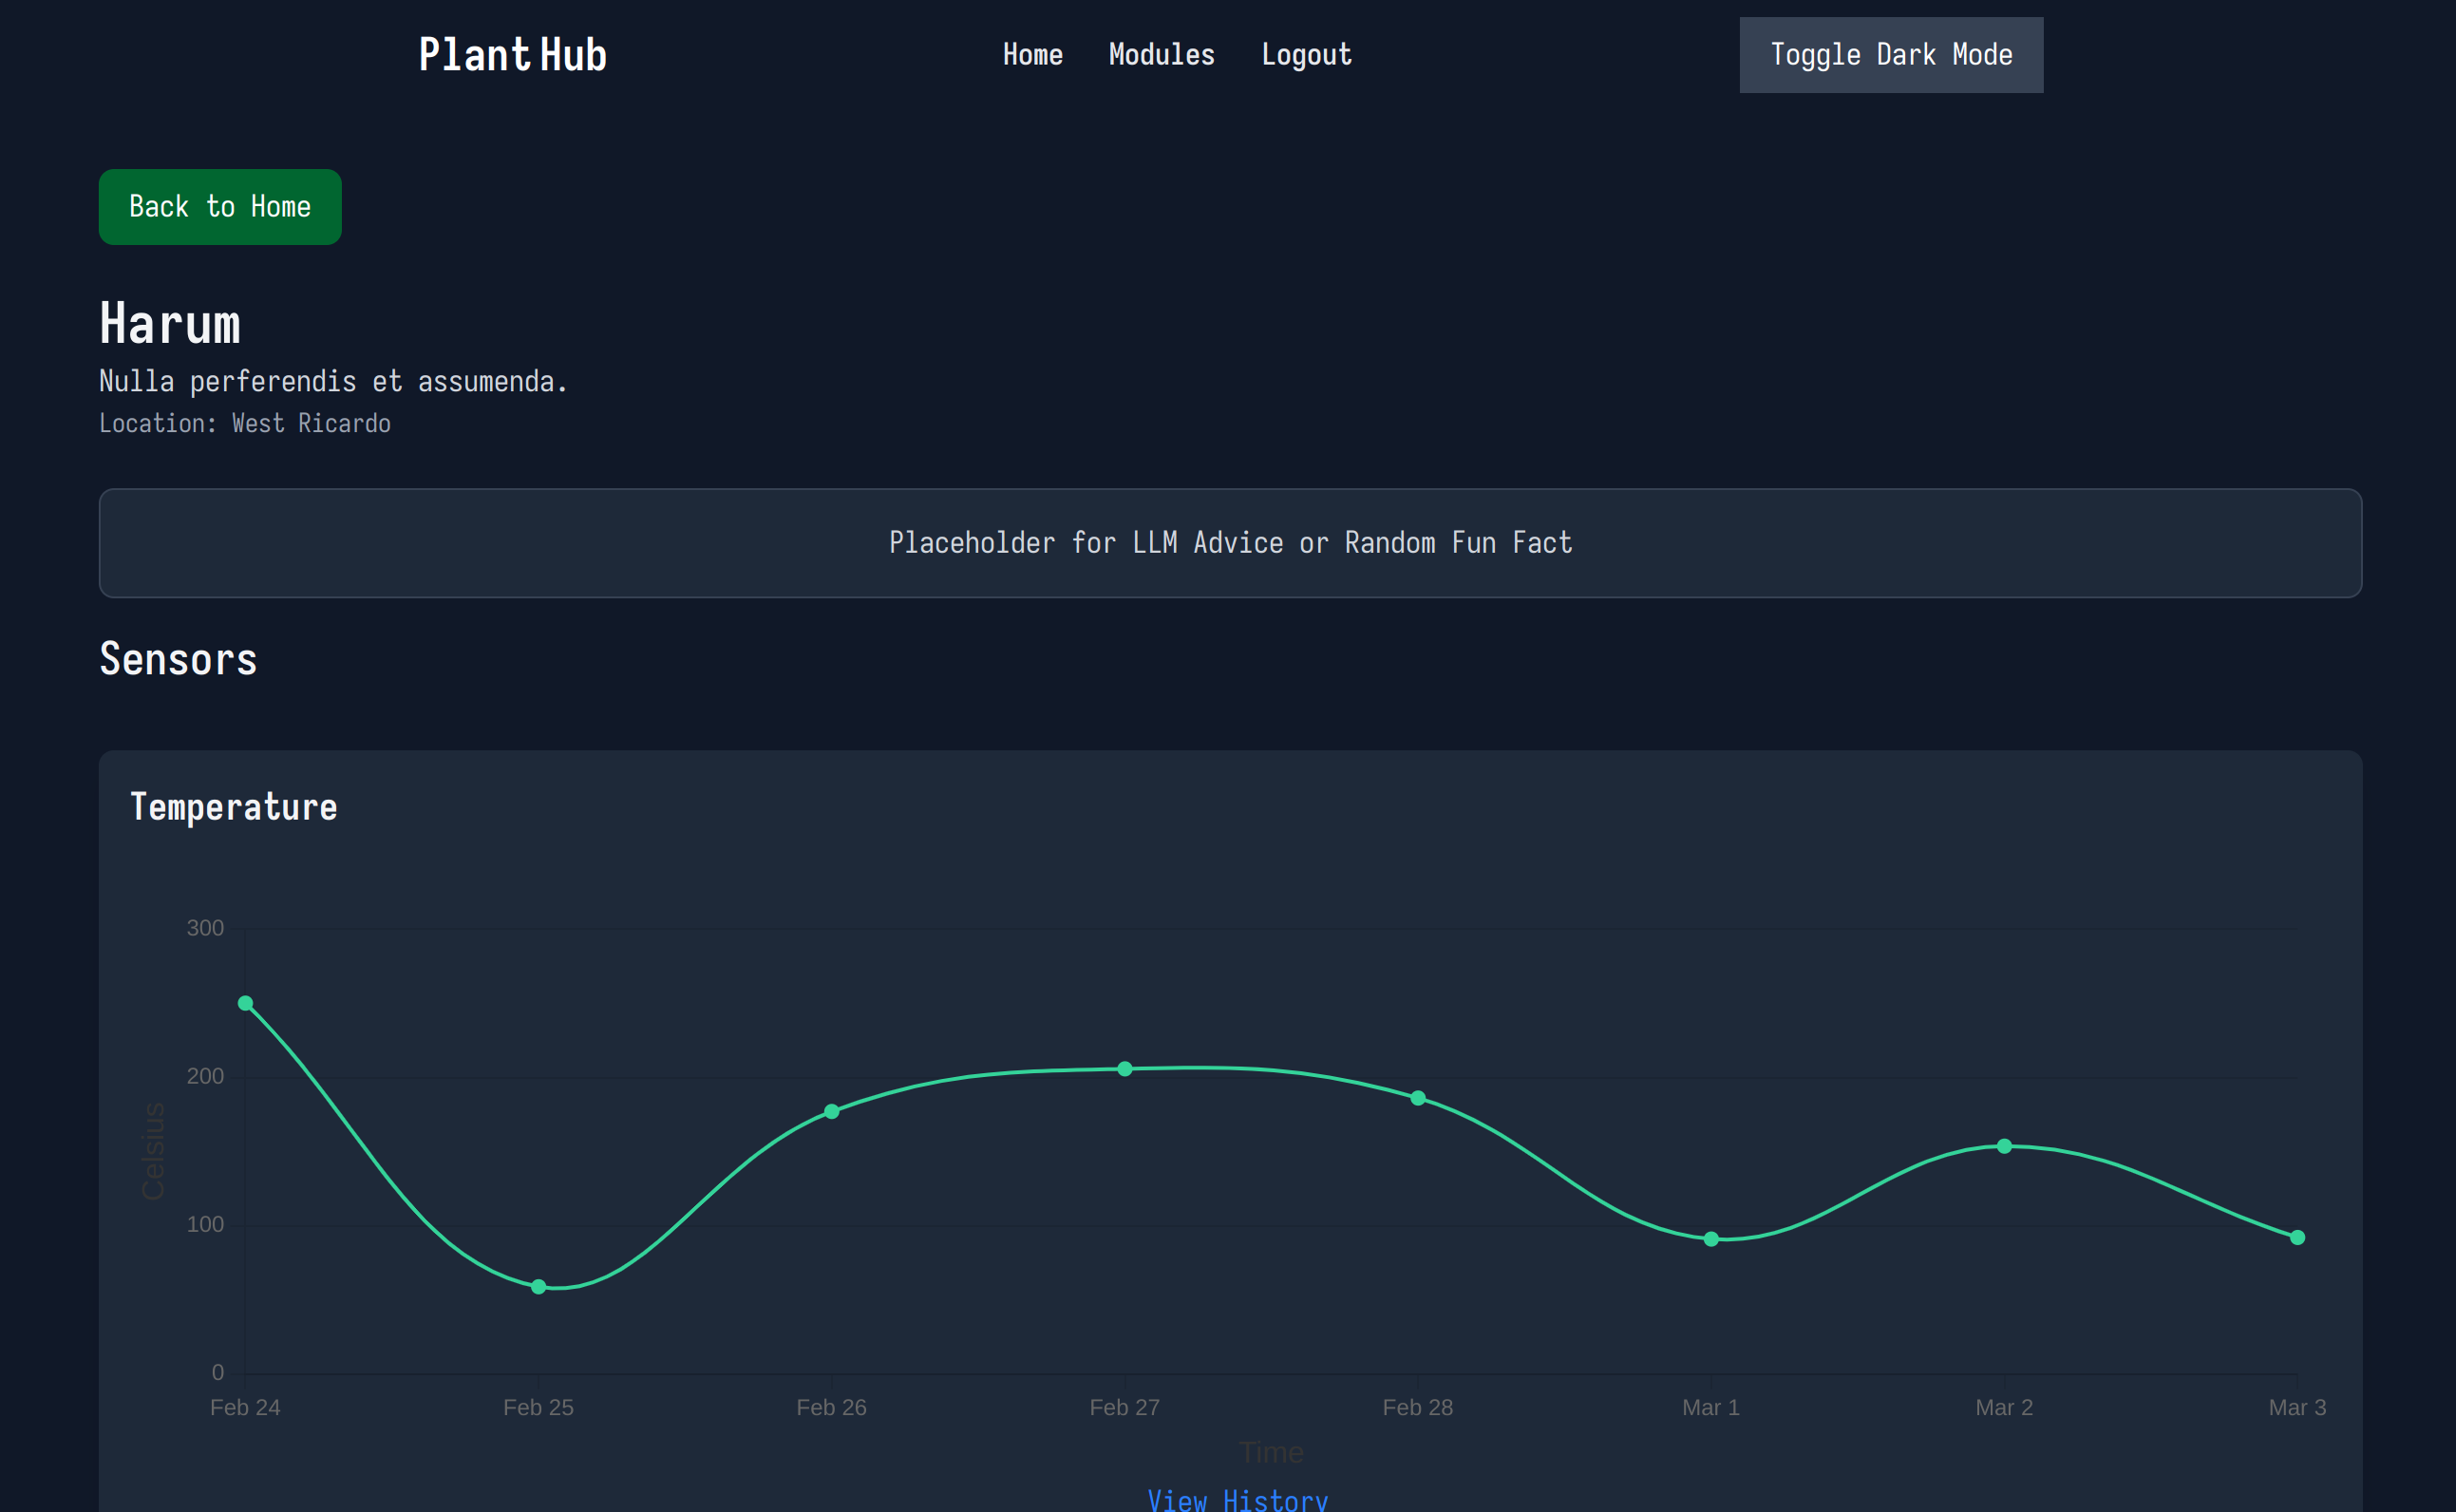 Plant Hub
Home Modules Logout
Toggle Dark Mode
Back to Home
Harum
Nulla perferendis et assumenda.
Location: West Ricardo
Placeholder for LLM Advice or Random Fun Fact
Sensors
Temperature
300
200
100
0
Celsius
Feb 24 Feb 25 Feb 26 Feb 27 Feb 28 Mar 1 Mar 2 Mar 3
Time
View History